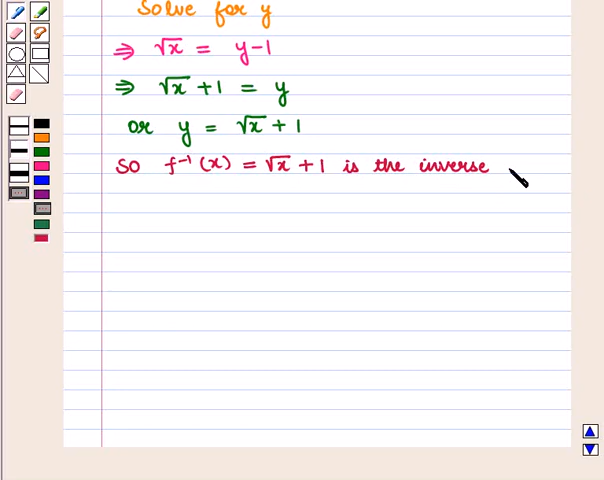 Solve for y
⇒ √x = y-1
⇒ √x +1 = y
or y = √x +1
So f⁻¹(x) = √x +1 is the inverse